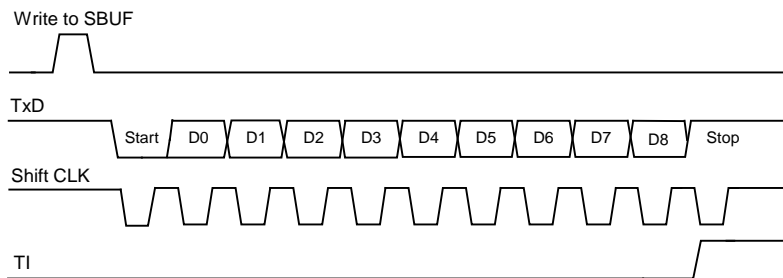 Write to SBUF
TxD
Start D0 D1 D2 D3 D4 D5 D6 D7 D8 Stop
Shift CLK
TI